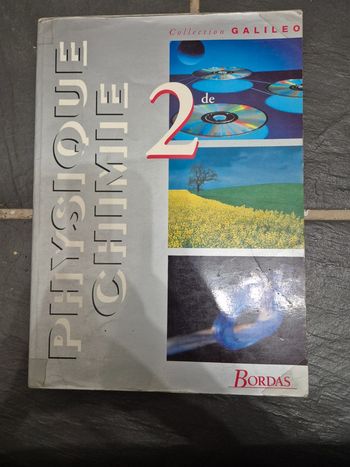 Collection GALILEO
PHYSIQUE
CHIMIE
2de
BORDAS